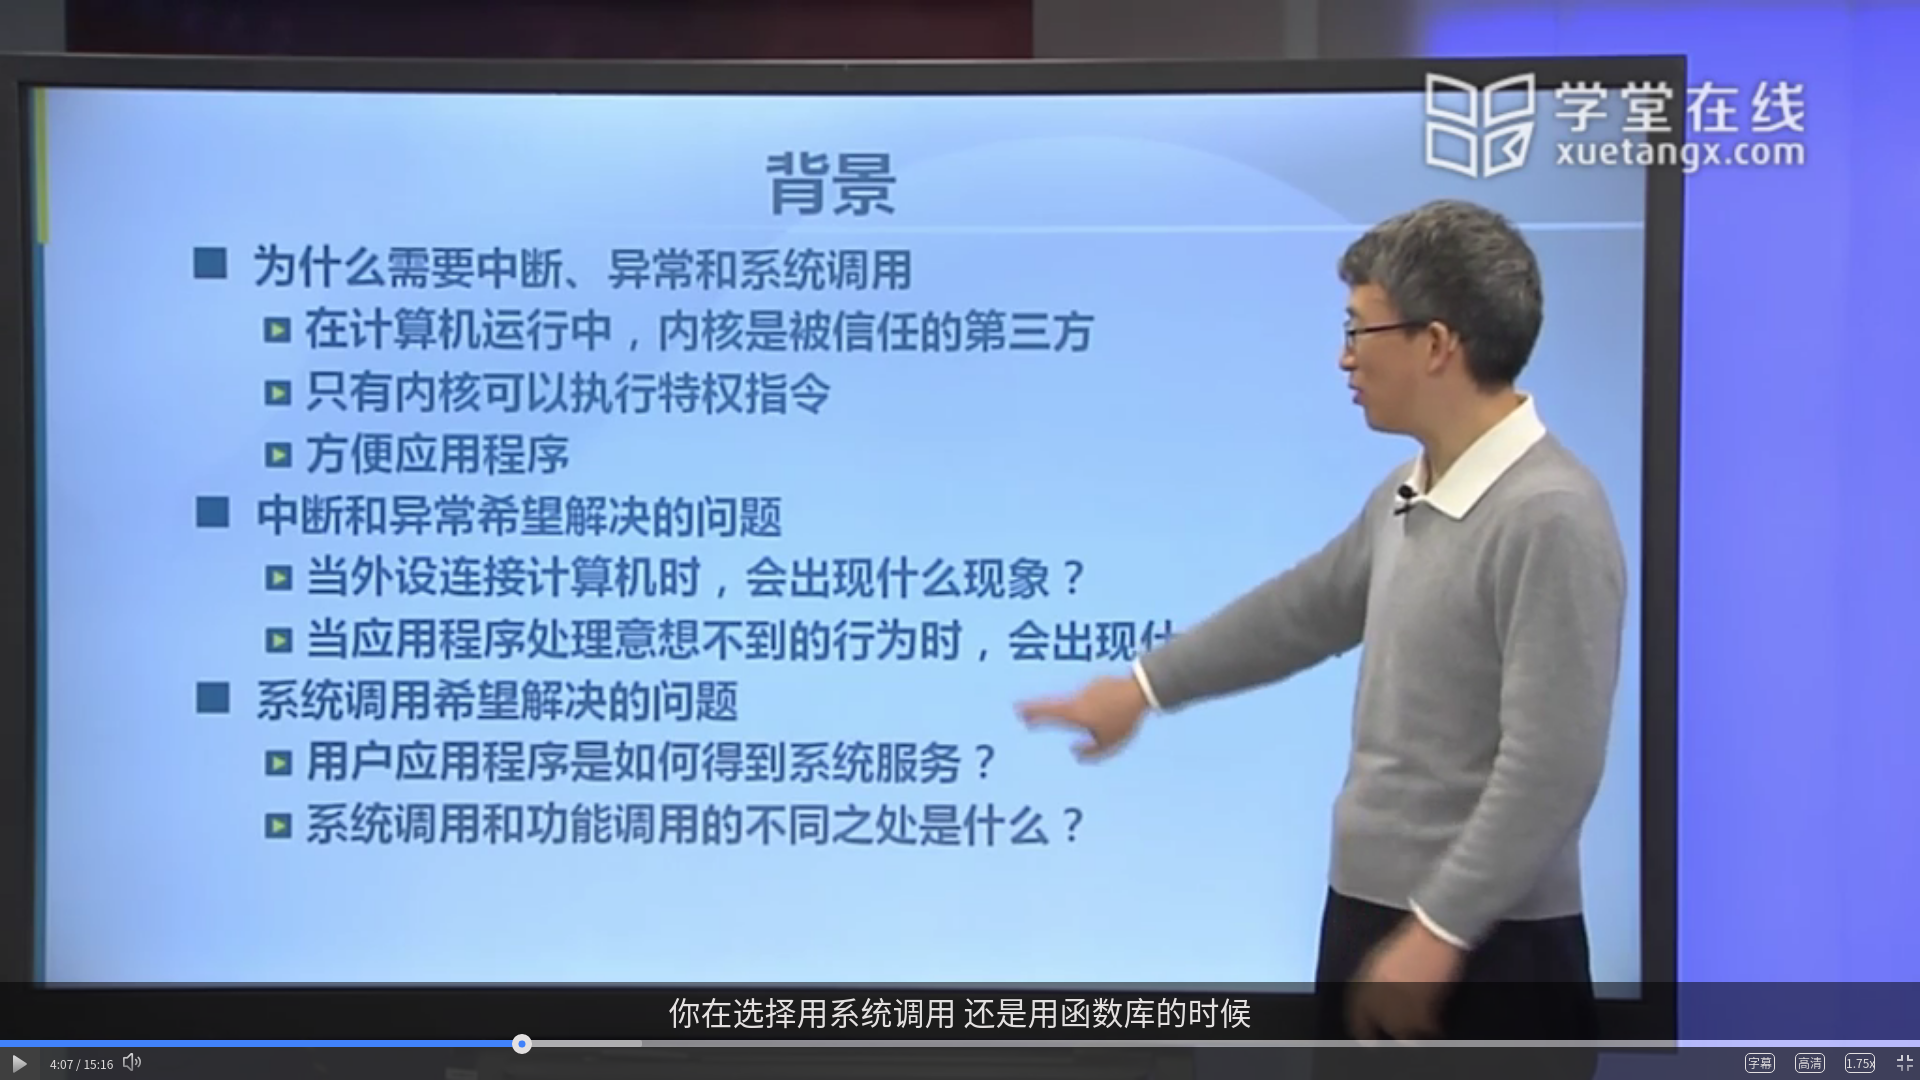 学堂在线
xuetangx.com
背景
为什么需要中断、异常和系统调用
在计算机运行中，内核是被信任的第三方
只有内核可以执行特权指令
方便应用程序
中断和异常希望解决的问题
当外设连接计算机时，会出现什么现象？
当应用程序处理意想不到的行为时，会出现什
系统调用希望解决的问题
用户应用程序是如何得到系统服务？
系统调用和功能调用的不同之处是什么？
你在选择用系统调用 还是用函数库的时候
4:07 / 15:16
字幕
高清
1.75x